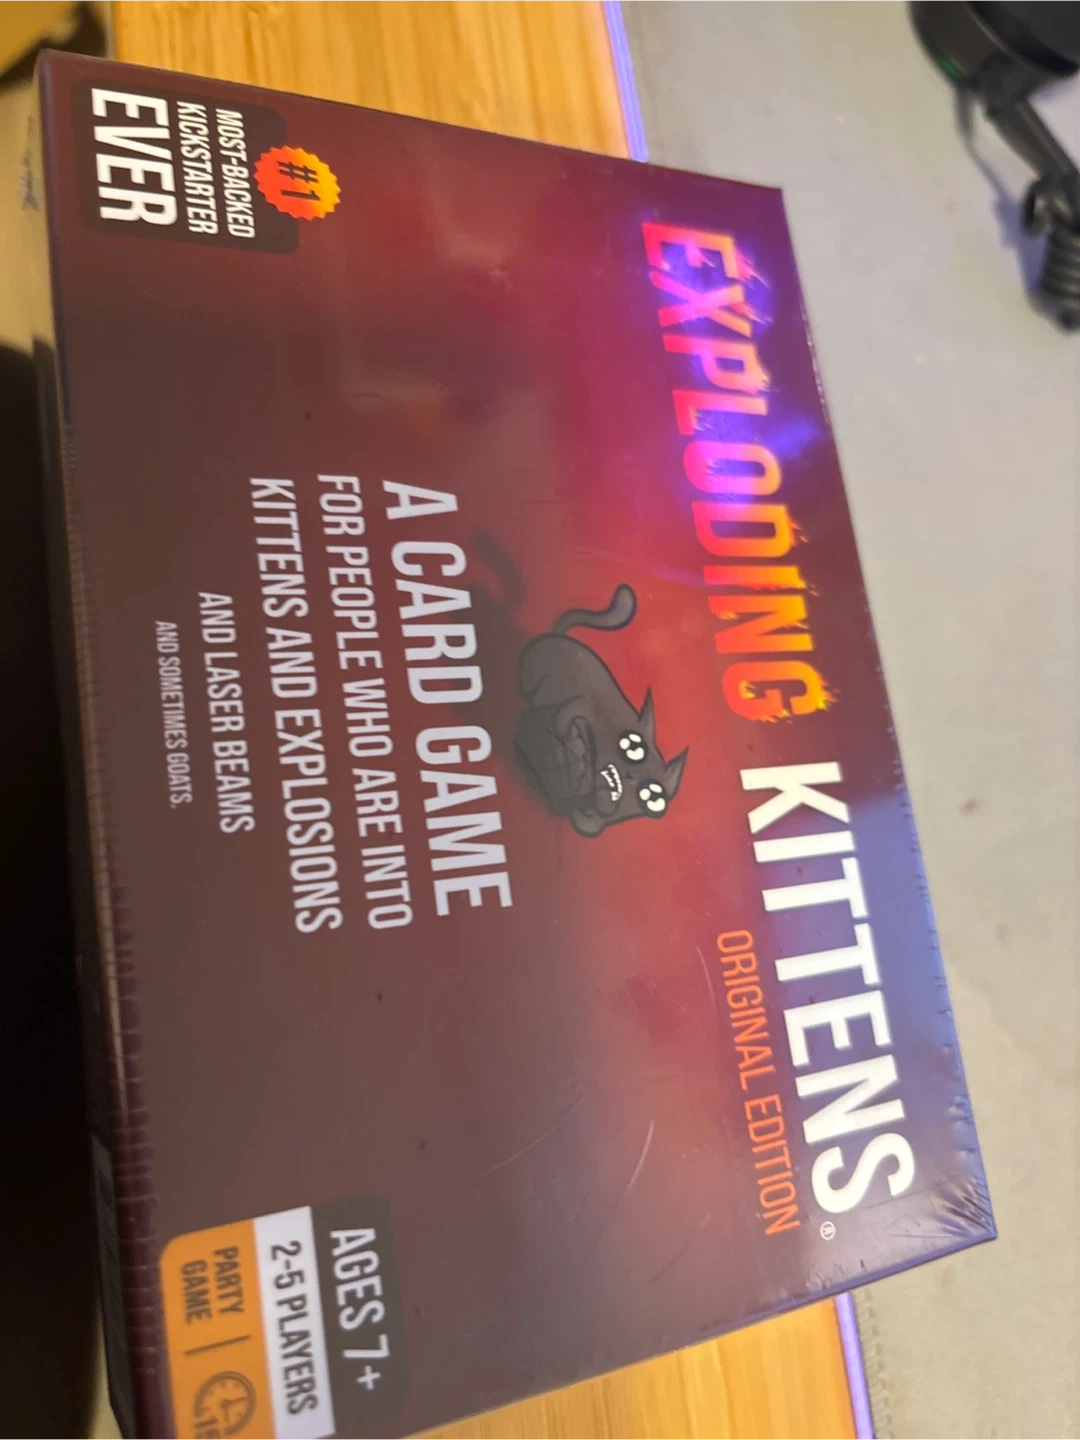 EXPLODING KITTENS®
ORIGINAL EDITION
A CARD GAME
FOR PEOPLE WHO ARE INTO
KITTENS AND EXPLOSIONS
AND LASER BEAMS
AND SOMETIMES GOATS.
#1
MOST-BACKED
KICKSTARTER
EVER
AGES 7+
2-5 PLAYERS
PARTY
GAME